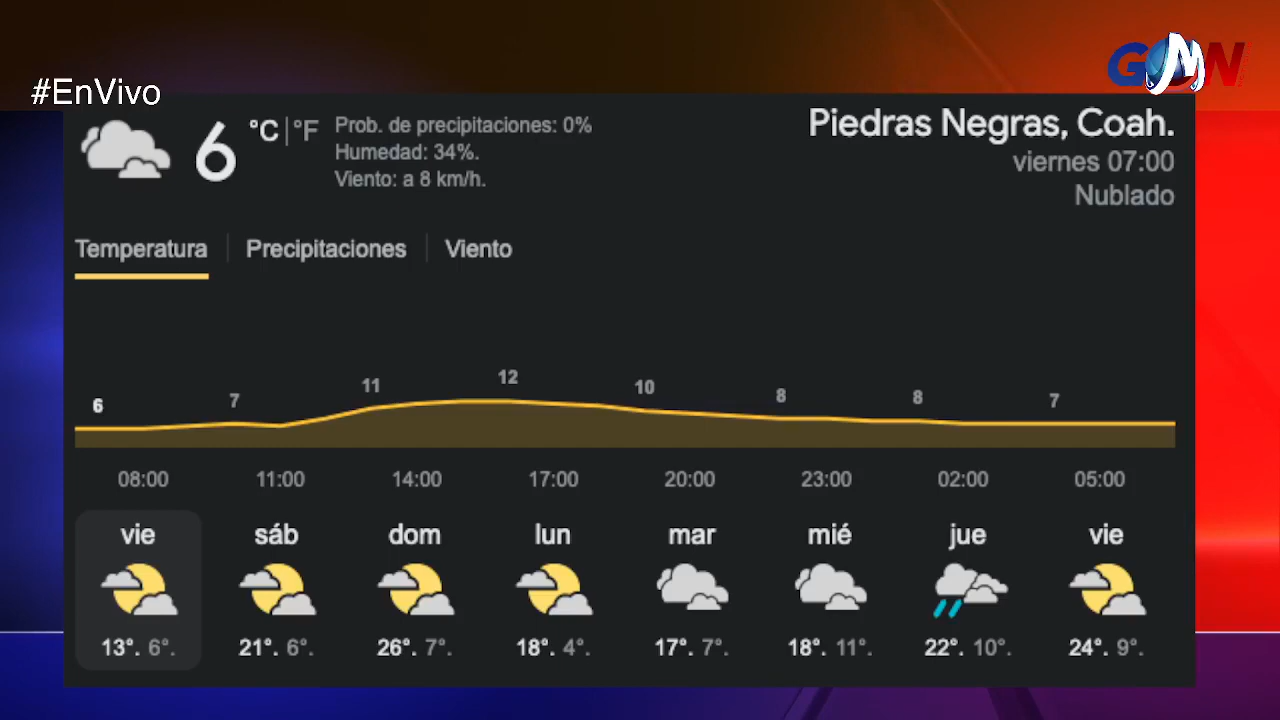 GMN
#EnVivo
6 °C | °F
Prob. de precipitaciones: 0%
Humedad: 34%.
Viento: a 8 km/h.
Piedras Negras, Coah.
viernes 07:00
Nublado
Temperatura Precipitaciones Viento
6 7 11 12 10 8 8 7
08:00 11:00 14:00 17:00 20:00 23:00 02:00 05:00
vie sáb dom lun mar mié jue vie
13°. 6°. 21°. 6°. 26°. 7°. 18°. 4°. 17°. 7°. 18°. 11°. 22°. 10°. 24°. 9°.